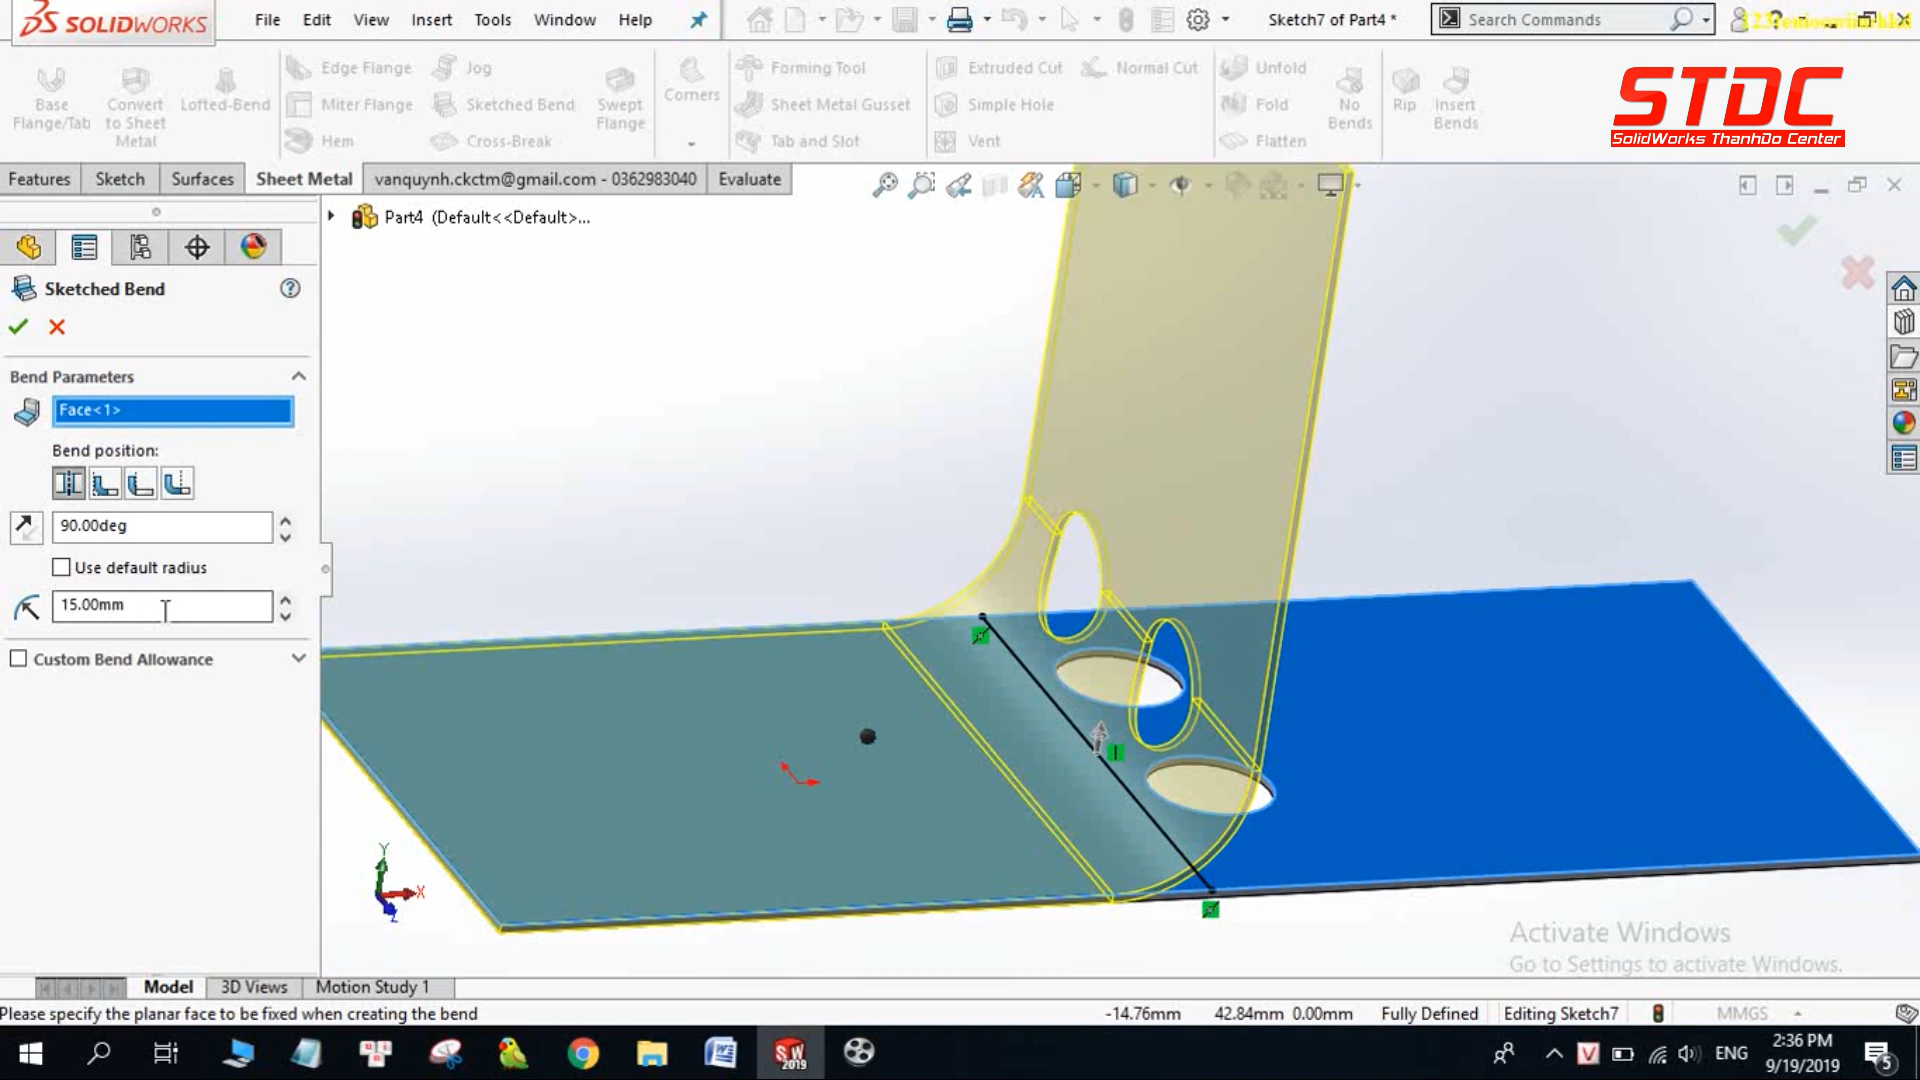 SOLIDWORKS
File Edit View Insert Tools Window Help
Sketch7 of Part4 *
Search Commands
Base Flange/Tab
Convert to Sheet Metal
Lofted-Bend
Edge Flange
Miter Flange
Hem
Jog
Sketched Bend
Cross-Break
Swept Flange
Corners
Forming Tool
Sheet Metal Gusset
Tab and Slot
Extruded Cut
Simple Hole
Vent
Normal Cut
Unfold
Fold
Flatten
No Bends
Rip
Insert Bends
STDC
SolidWorks ThanhDo Center
Features Sketch Surfaces Sheet Metal vanquynh.ckctm@gmail.com - 0362983040 Evaluate
Part4 (Default<<Default>...
Sketched Bend
Bend Parameters
Face<1>
Bend position:
90.00deg
Use default radius
15.00mm
Custom Bend Allowance
Y
X
Z
Activate Windows
Go to Settings to activate Windows.
Model 3D Views Motion Study 1
Please specify the planar face to be fixed when creating the bend
-14.76mm 42.84mm 0.00mm Fully Defined Editing Sketch7 MMGS
SW 2019
ENG
2:36 PM
9/19/2019
5